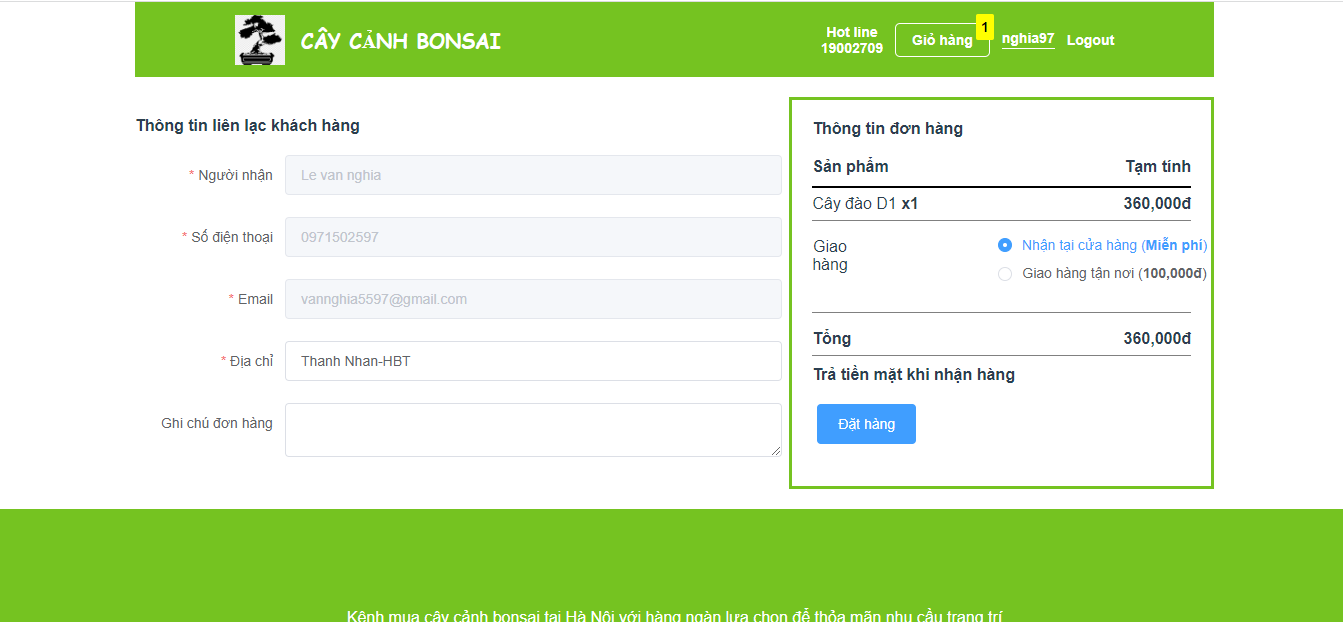 CÂY CẢNH BONSAI
Hot line
19002709
Giỏ hàng
1
nghia97
Logout
Thông tin liên lạc khách hàng
* Người nhận
Le van nghia
* Số điện thoại
0971502597
* Email
vannghia5597@gmail.com
* Địa chỉ
Thanh Nhan-HBT
Ghi chú đơn hàng
Thông tin đơn hàng
Sản phẩm Tạm tính
Cây đào D1 x1 360,000đ
Giao
hàng
Nhận tại cửa hàng (Miễn phí)
Giao hàng tận nơi (100,000đ)
Tổng 360,000đ
Trả tiền mặt khi nhận hàng
Đặt hàng
Kênh mua cây cảnh bonsai tại Hà Nội với hàng ngàn lựa chọn để thỏa mãn nhu cầu trang trí